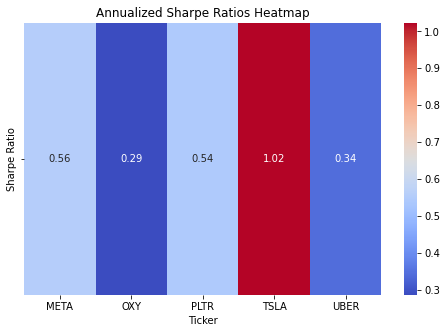 Annualized Sharpe Ratios Heatmap
Sharpe Ratio
0.56 0.29 0.54 1.02 0.34
META OXY PLTR TSLA UBER
Ticker
1.0
0.9
0.8
0.7
0.6
0.5
0.4
0.3